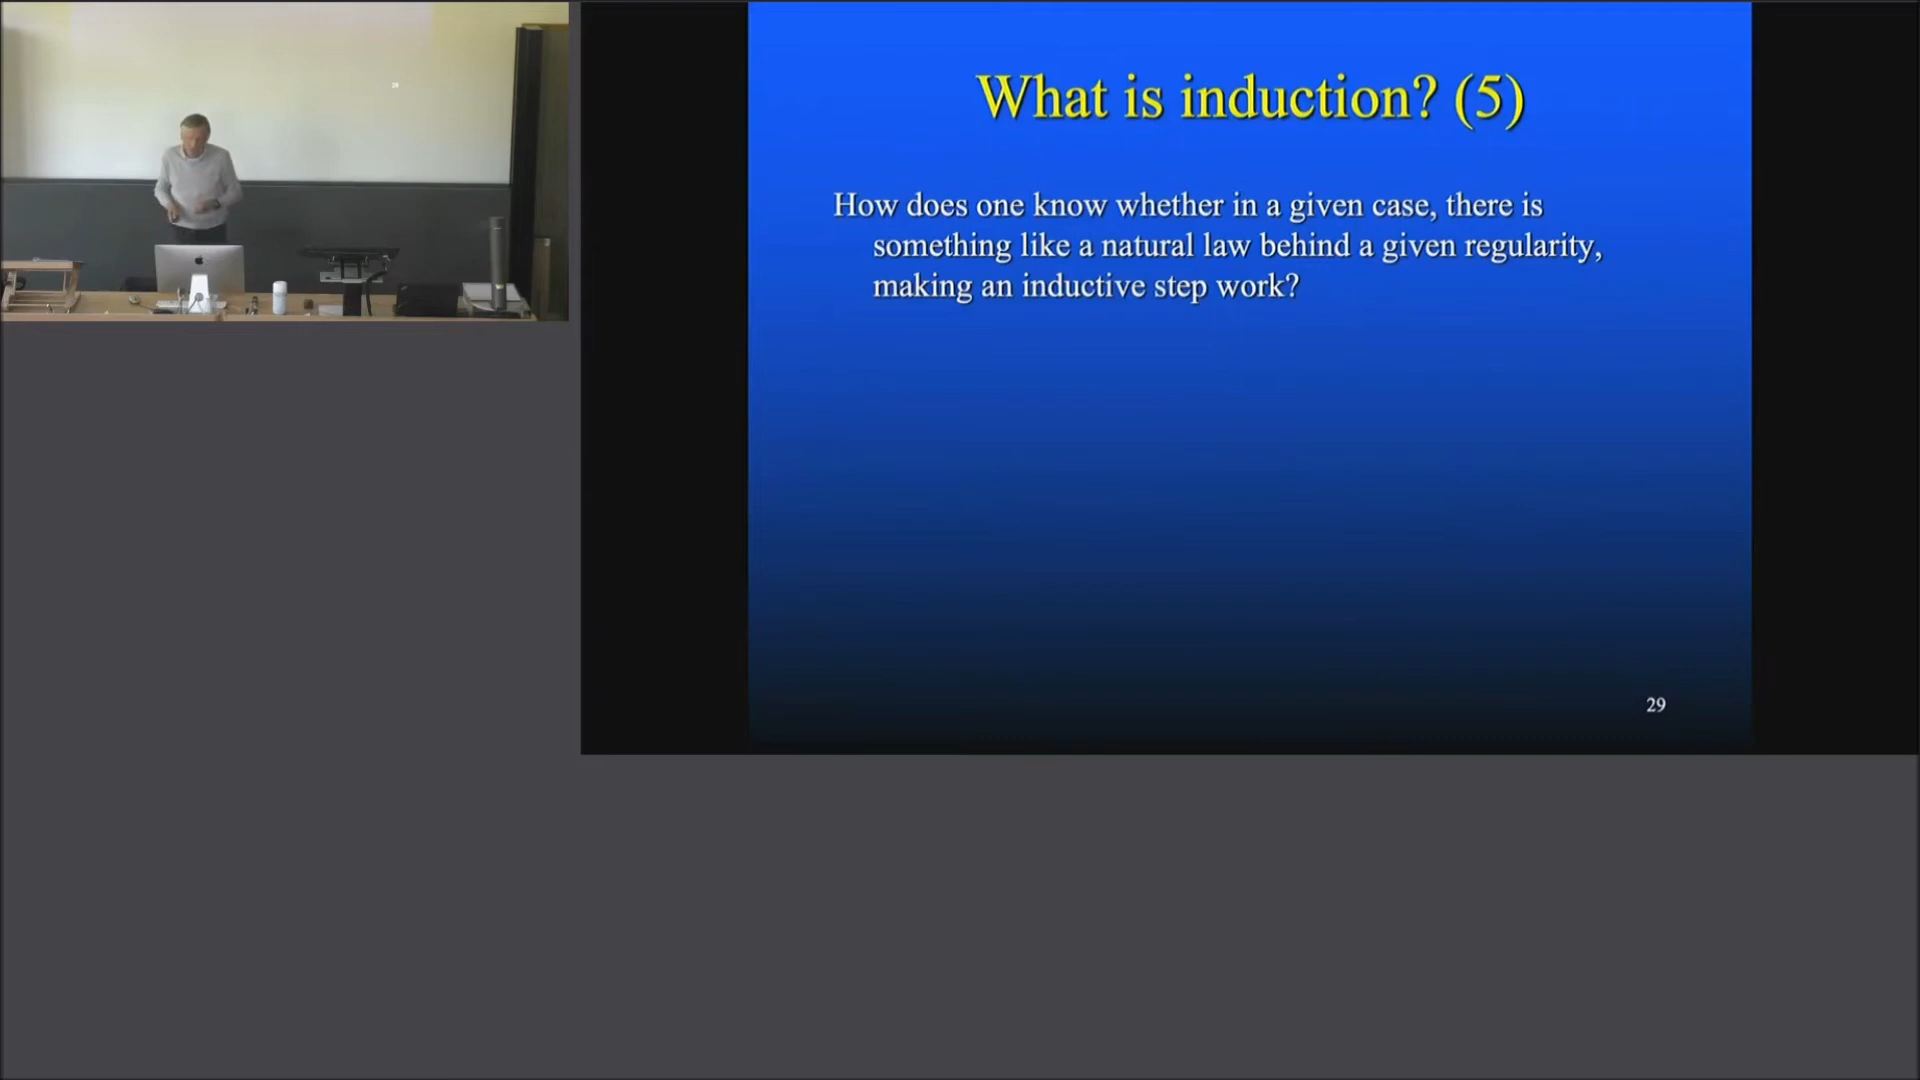 What is induction? (5)
How does one know whether in a given case, there is
something like a natural law behind a given regularity,
making an inductive step work?
29